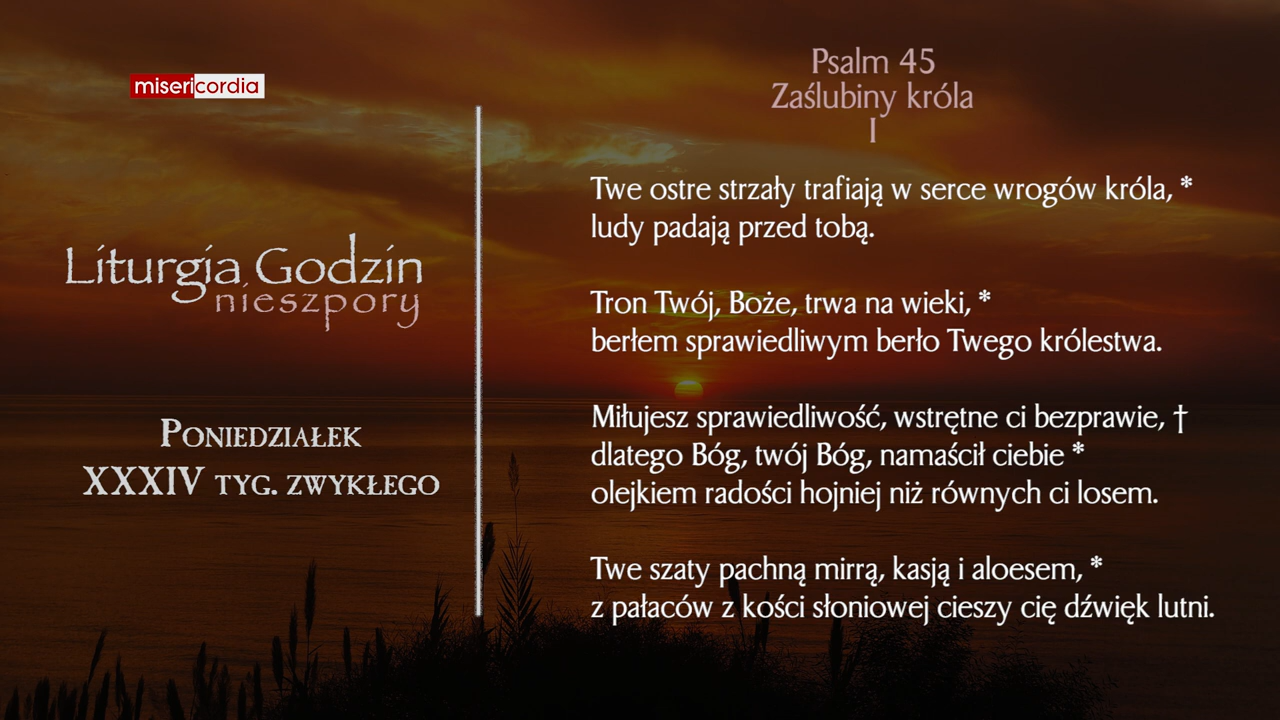 misericordia
Liturgia Godzin
nieszpory
Poniedziałek
XXXIV tyg. zwykłego
Psalm 45
Zaślubiny króla
I
Twe ostre strzały trafiają w serce wrogów króla, *
ludy padają przed tobą.
Tron Twój, Boże, trwa na wieki, *
berłem sprawiedliwym berło Twego królestwa.
Miłujesz sprawiedliwość, wstrętne ci bezprawie, †
dlatego Bóg, twój Bóg, namaścił ciebie *
olejkiem radości hojniej niż równych ci losem.
Twe szaty pachną mirrą, kasją i aloesem, *
z pałaców z kości słoniowej cieszy cię dźwięk lutni.